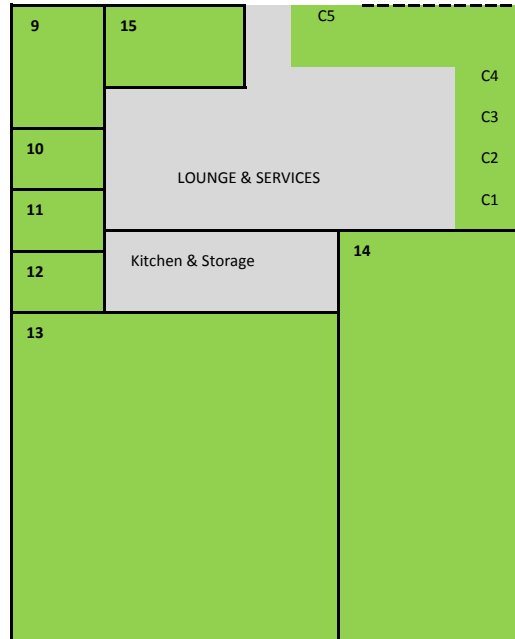 9
15
C5
C4
C3
10
C2
LOUNGE & SERVICES
C1
11
14
Kitchen & Storage
12
13